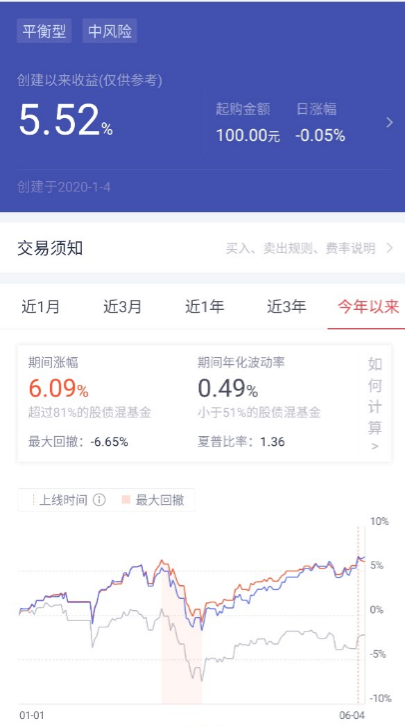 平衡型 中风险
创建以来收益(仅供参考)
5.52%
起购金额 日涨幅
100.00元 -0.05%
创建于2020-1-4
交易须知 买入、卖出规则、费率说明 >
近1月 近3月 近1年 近3年 今年以来
期间涨幅 期间年化波动率
6.09% 0.49%
超过81%的股债混基金 小于51%的股债混基金
最大回撤：-6.65% 夏普比率：1.36
如何计算>
上线时间 最大回撤
10%
5%
0%
-5%
-10%
01-01 06-04